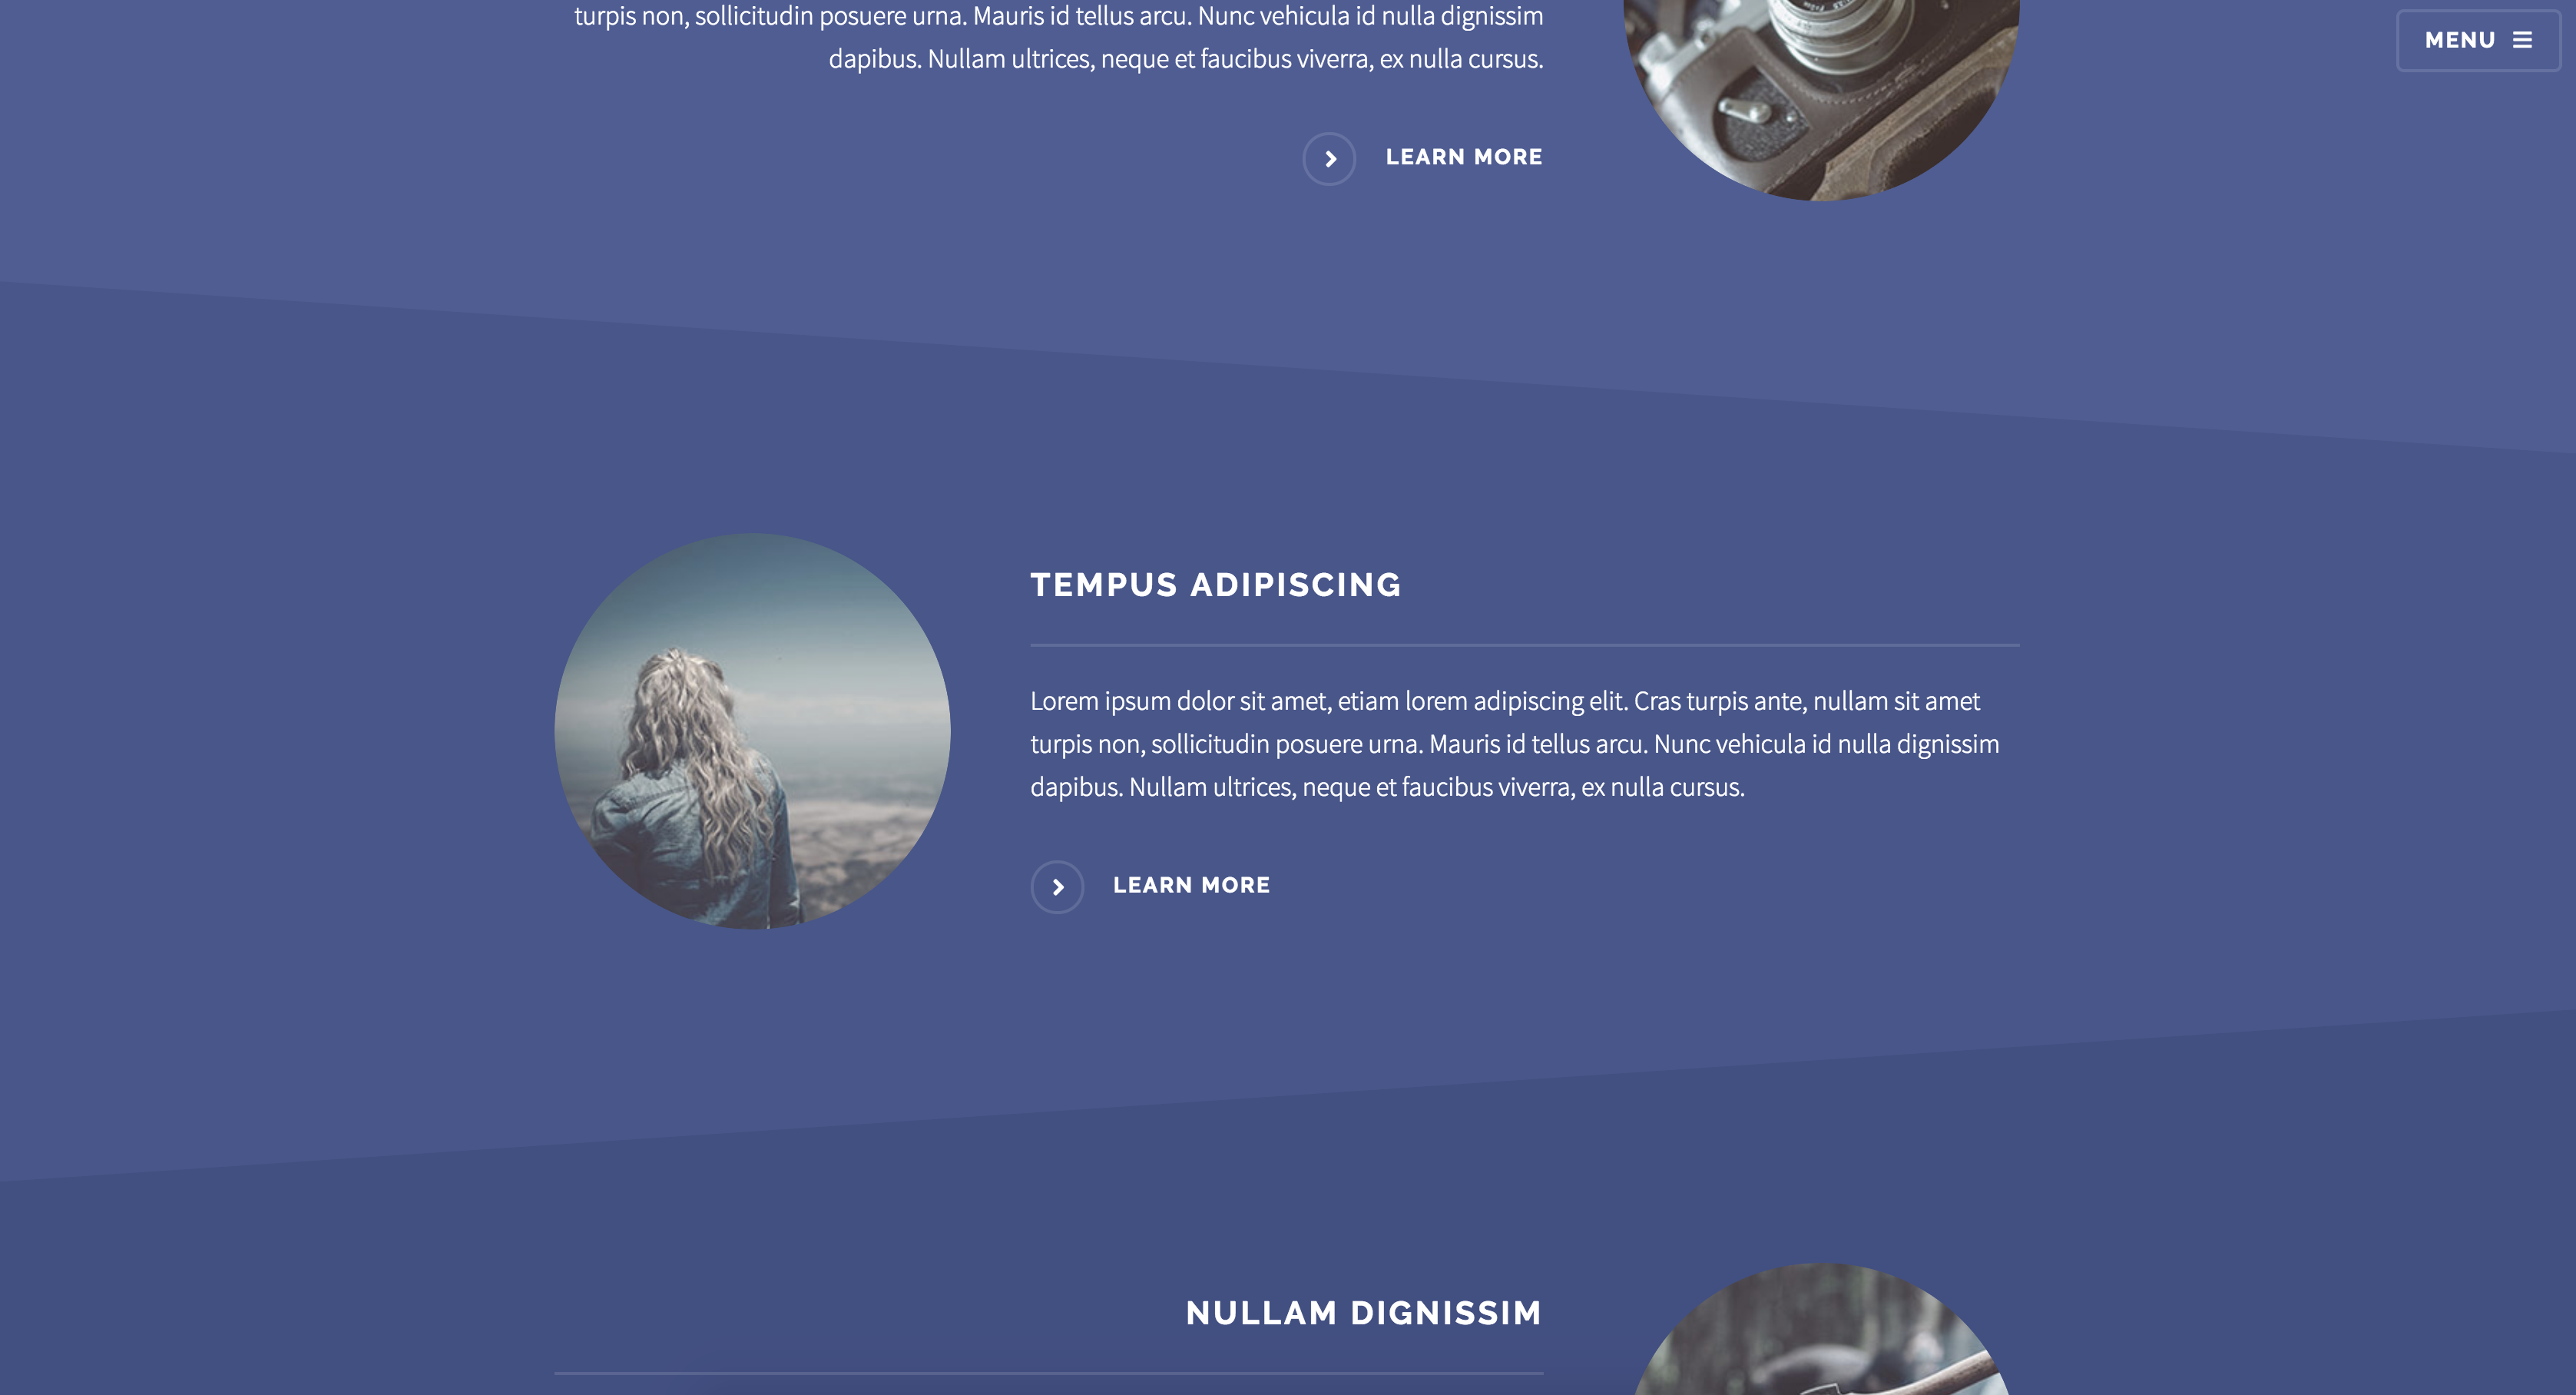 turpis non, sollicitudin posuere urna. Mauris id tellus arcu. Nunc vehicula id nulla dignissim
dapibus. Nullam ultrices, neque et faucibus viverra, ex nulla cursus.
MENU
LEARN MORE
TEMPUS ADIPISCING
Lorem ipsum dolor sit amet, etiam lorem adipiscing elit. Cras turpis ante, nullam sit amet
turpis non, sollicitudin posuere urna. Mauris id tellus arcu. Nunc vehicula id nulla dignissim
dapibus. Nullam ultrices, neque et faucibus viverra, ex nulla cursus.
LEARN MORE
NULLAM DIGNISSIM